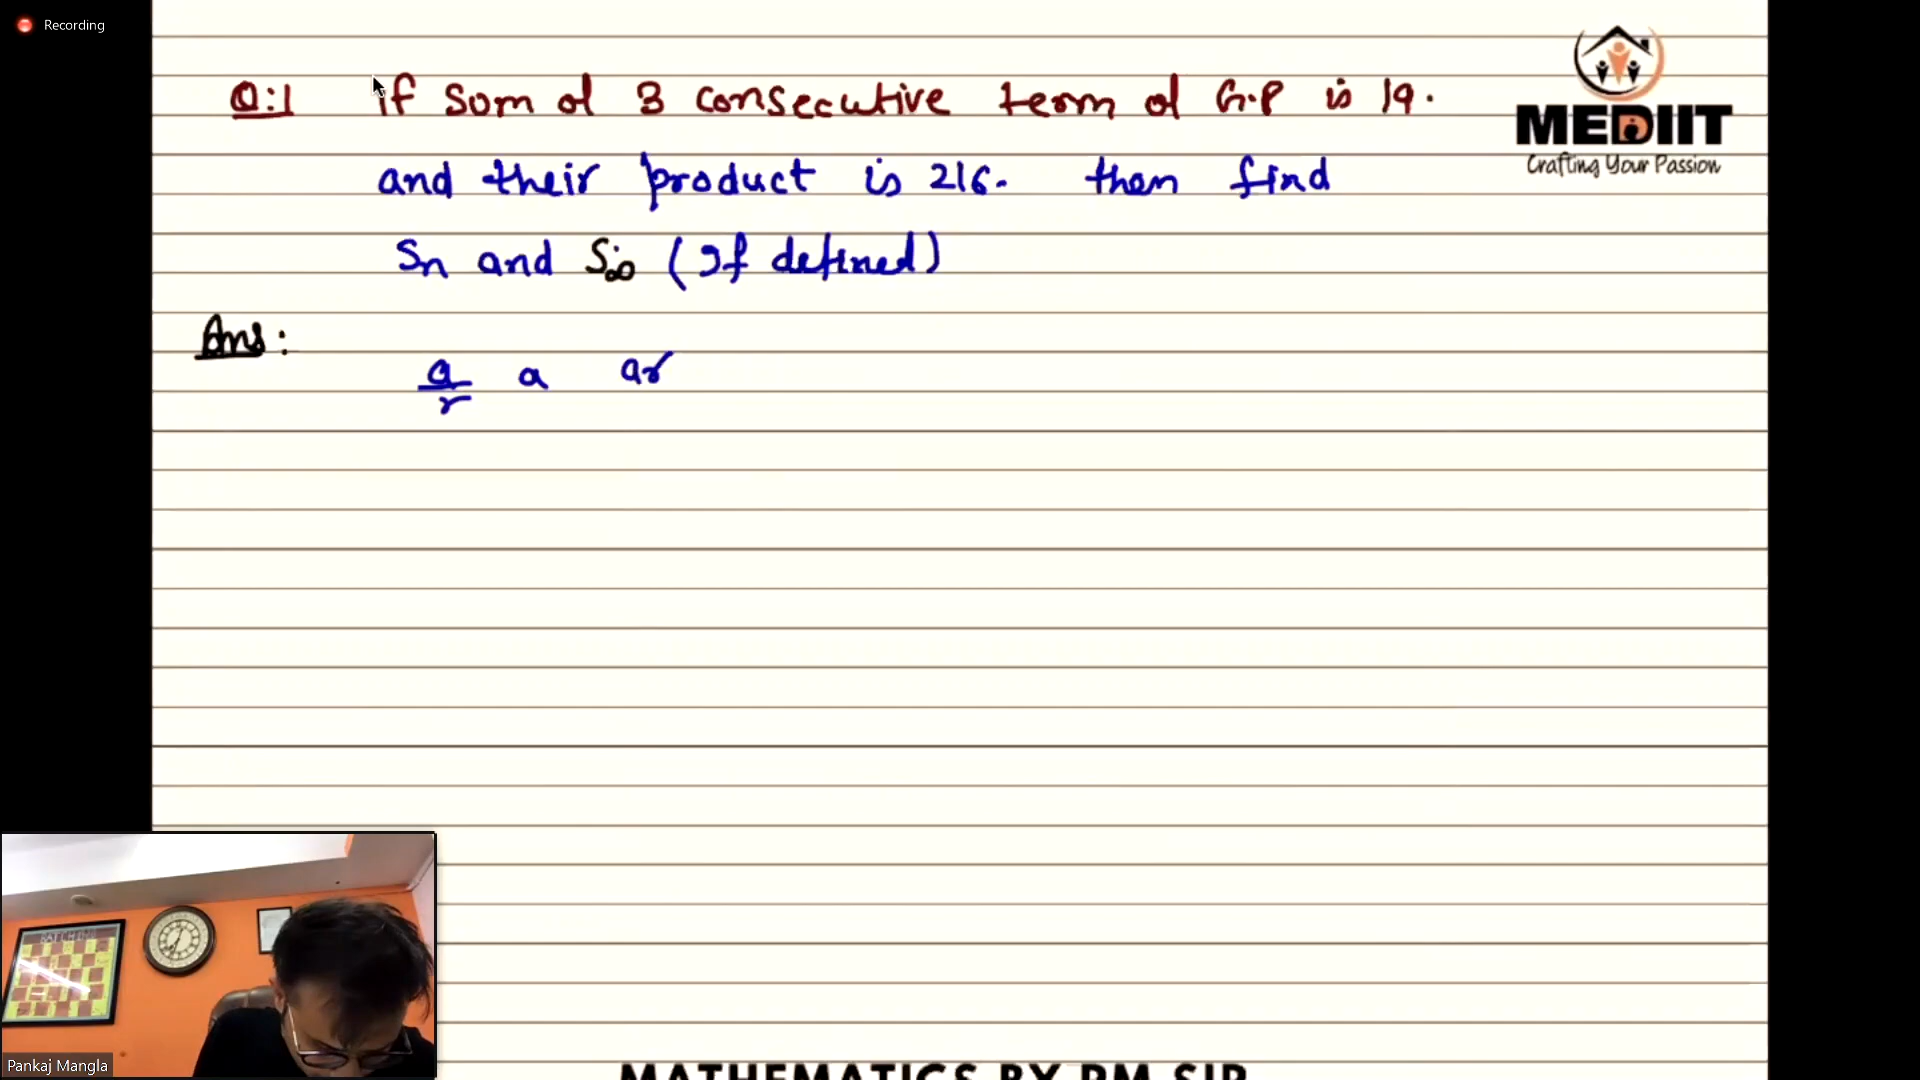 Recording
Q:1 If sum of 3 consecutive term of G.P is 19.
and their product is 216. then find
Sn and S∞ (If defined)
Ans:
a/r a ar
MEDIIT
Crafting Your Passion
Pankaj Mangla
MATHEMATICS BY PM SIR